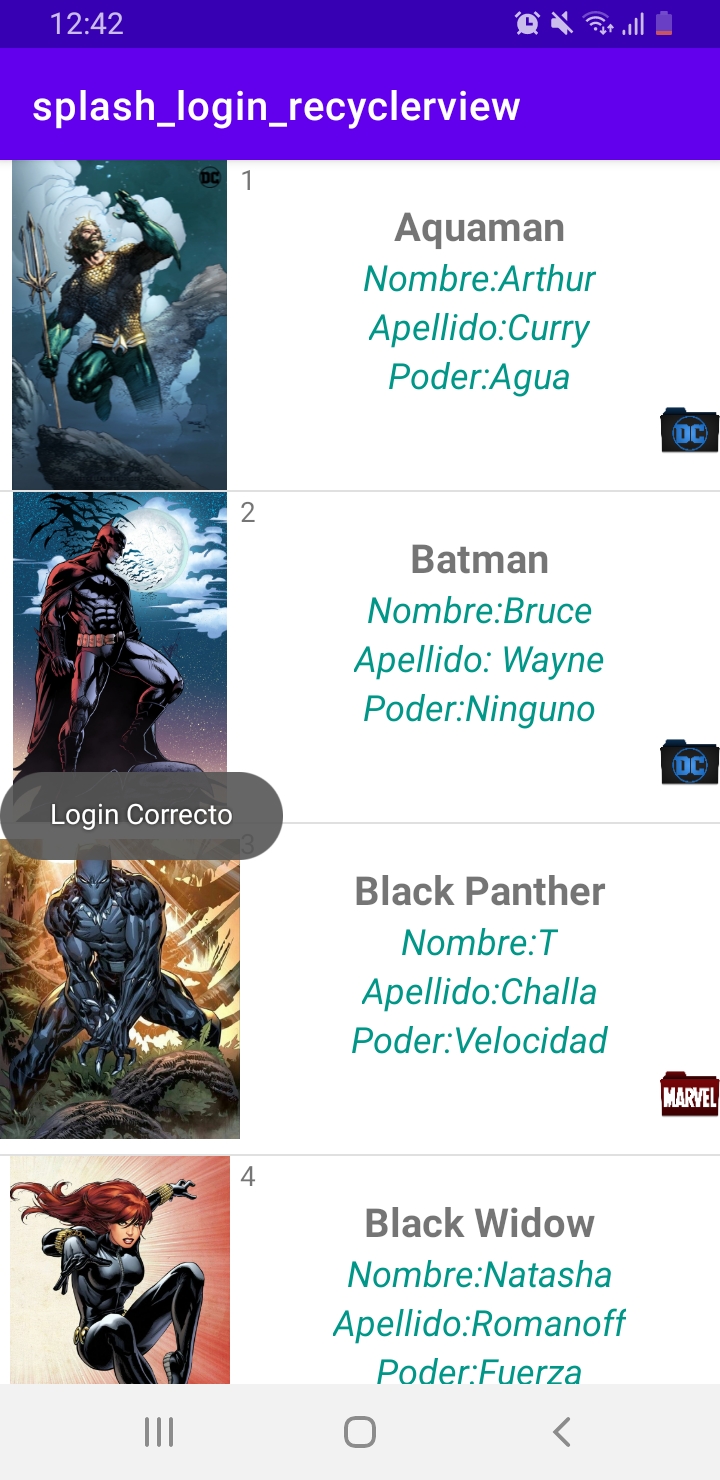 12:42
splash_login_recyclerview
DC
1
Aquaman
Nombre:Arthur
Apellido:Curry
Poder:Agua
DC
2
Batman
Nombre:Bruce
Apellido: Wayne
Poder:Ninguno
DC
Login Correcto
3
Black Panther
Nombre:T
Apellido:Challa
Poder:Velocidad
MARVEL
4
Black Widow
Nombre:Natasha
Apellido:Romanoff
Poder:Fuerza